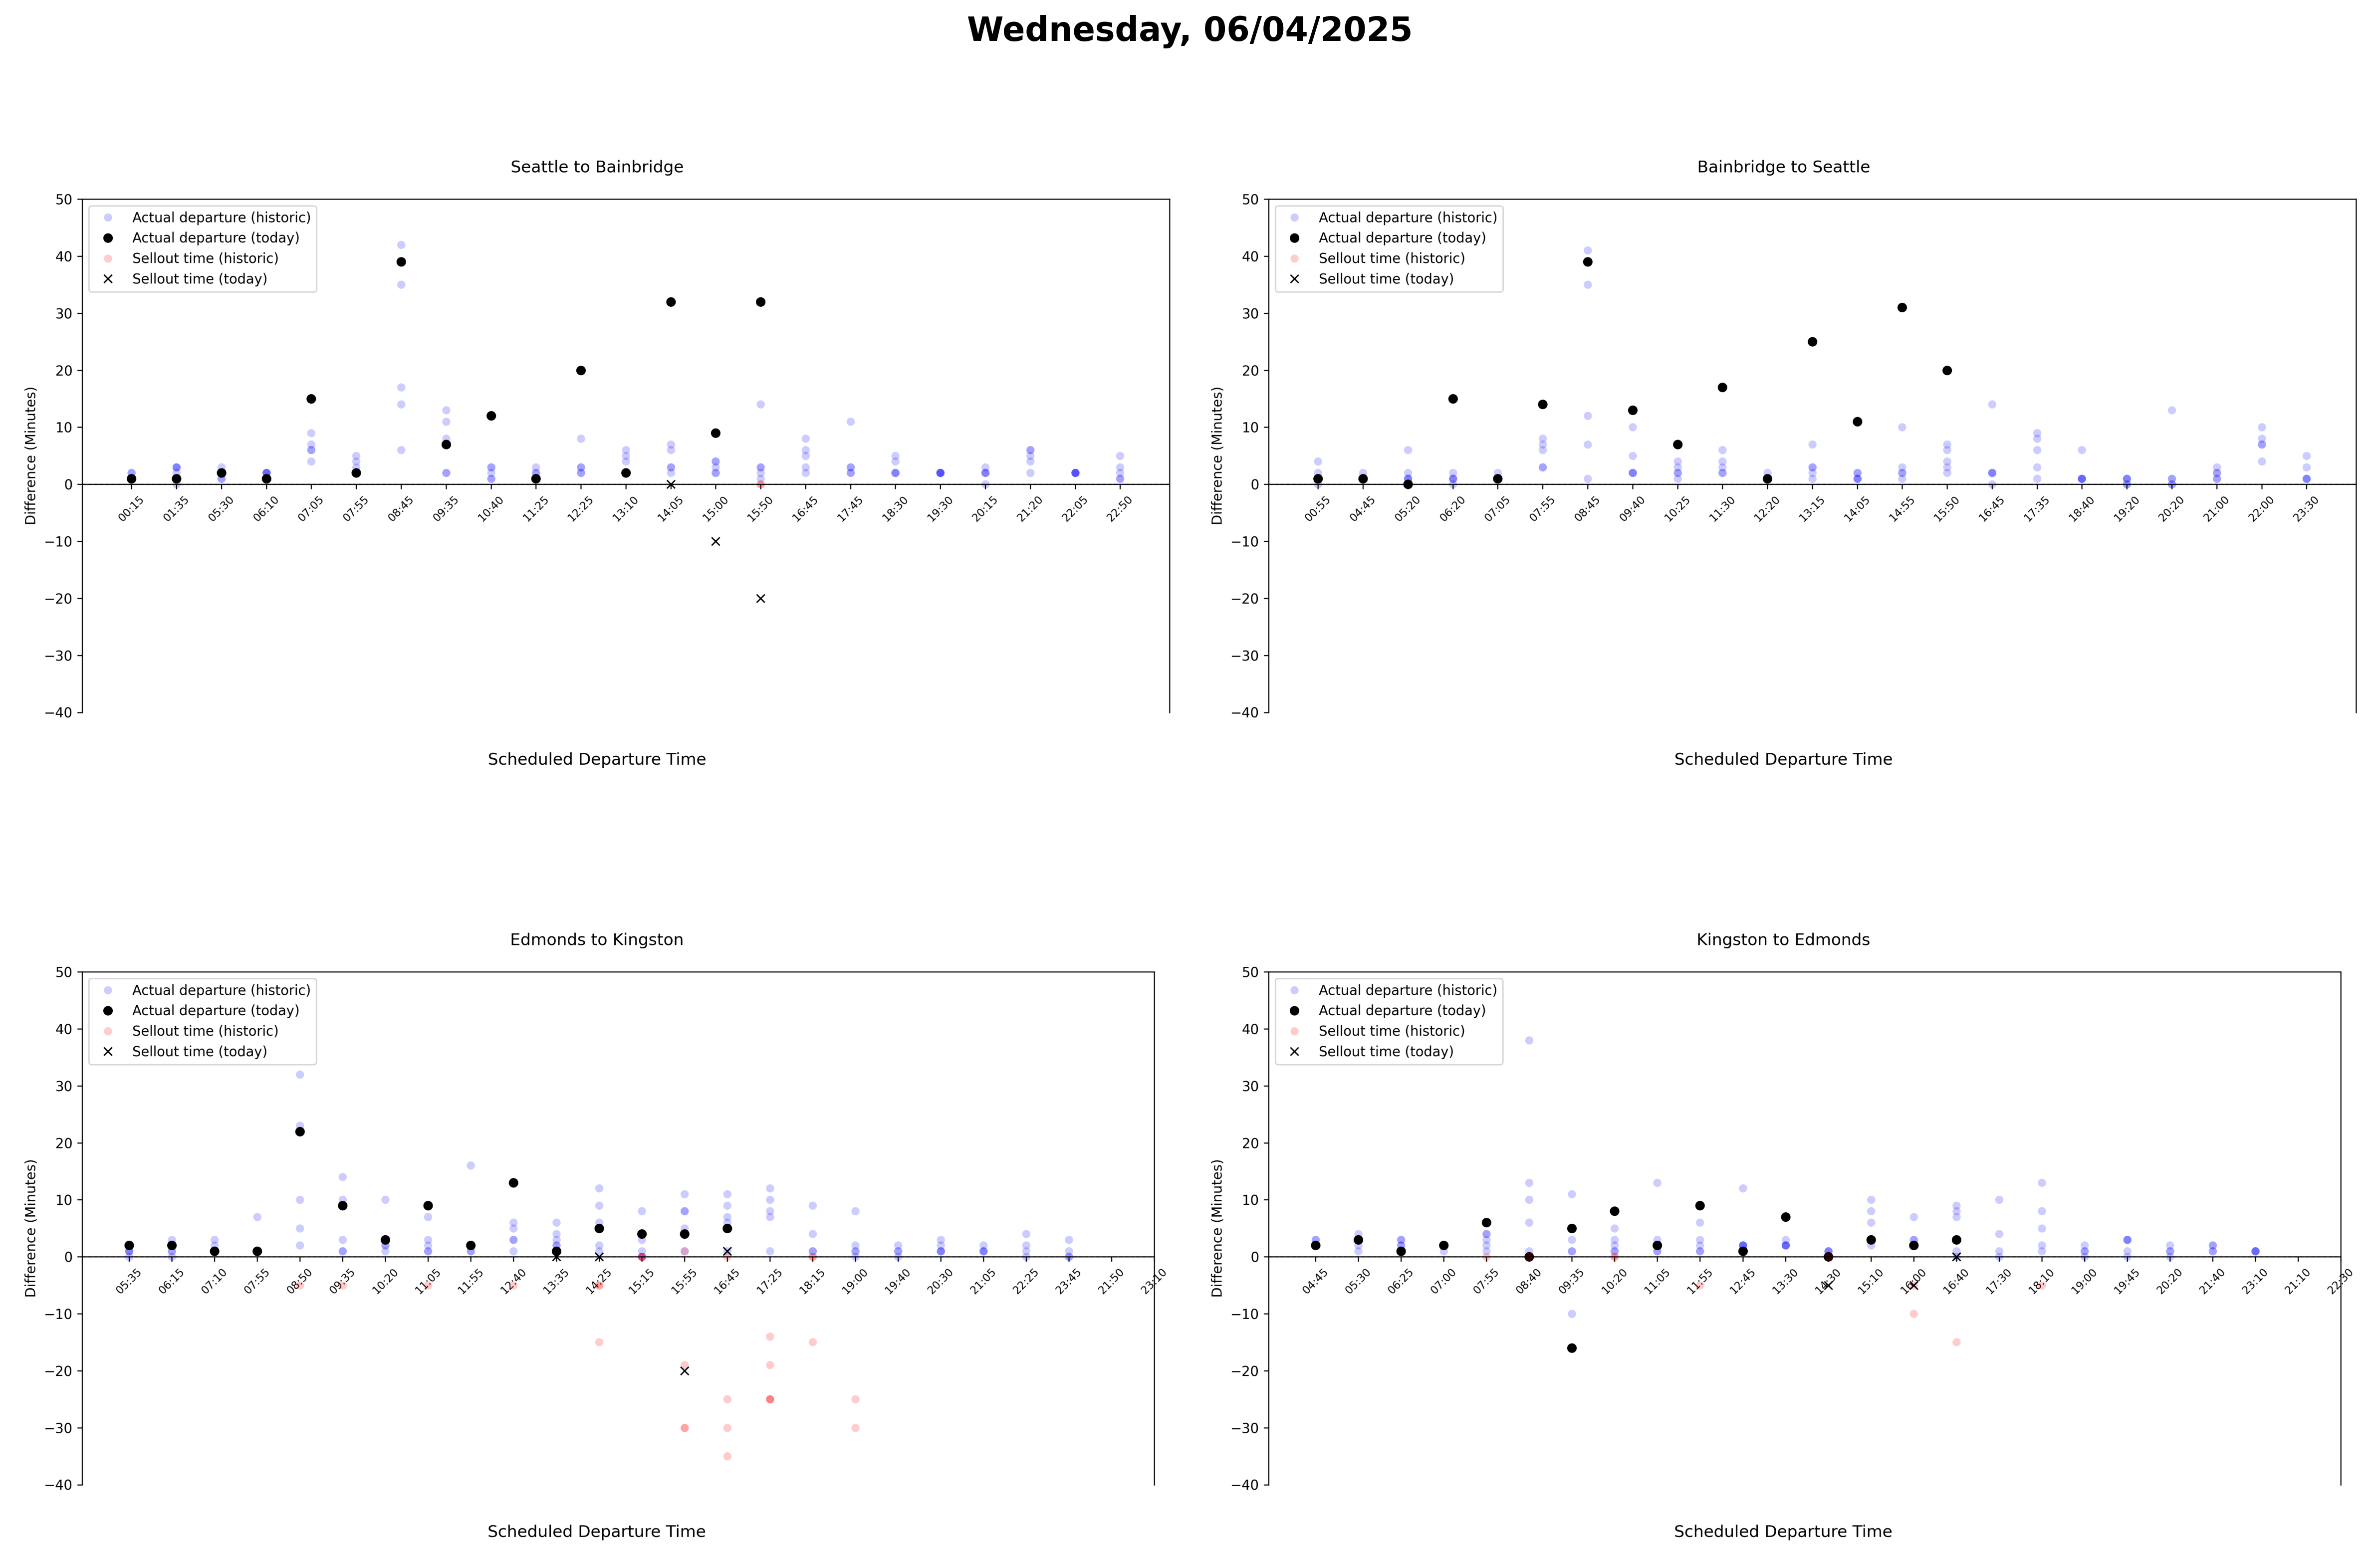 Wednesday, 06/04/2025
Seattle to Bainbridge
Difference (Minutes)
50
40
30
20
10
0
−10
−20
−30
−40
Actual departure (historic)
Actual departure (today)
Sellout time (historic)
Sellout time (today)
00:15 01:35 05:30 06:10 07:05 07:55 08:45 09:35 10:40 11:25 12:25 13:10 14:05 15:00 15:50 16:45 17:45 18:30 19:30 20:15 21:20 22:05 22:50
Scheduled Departure Time
Bainbridge to Seattle
Difference (Minutes)
50
40
30
20
10
0
−10
−20
−30
−40
Actual departure (historic)
Actual departure (today)
Sellout time (historic)
Sellout time (today)
00:55 04:45 05:20 06:20 07:05 07:55 08:45 09:40 10:25 11:30 12:20 13:15 14:05 14:55 15:50 16:45 17:35 18:40 19:20 20:20 21:00 22:00 23:30
Scheduled Departure Time
Edmonds to Kingston
Difference (Minutes)
50
40
30
20
10
0
−10
−20
−30
−40
Actual departure (historic)
Actual departure (today)
Sellout time (historic)
Sellout time (today)
05:35 06:15 07:10 07:55 08:50 09:35 10:20 11:05 11:55 12:40 13:35 14:25 15:15 15:55 16:45 17:25 18:15 19:00 19:40 20:30 21:05 22:25 23:45 21:50 23:10
Scheduled Departure Time
Kingston to Edmonds
Difference (Minutes)
50
40
30
20
10
0
−10
−20
−30
−40
Actual departure (historic)
Actual departure (today)
Sellout time (historic)
Sellout time (today)
04:45 05:30 06:25 07:00 07:55 08:40 09:35 10:20 11:05 11:55 12:45 13:30 14:30 15:10 16:00 16:40 17:30 18:10 19:00 19:45 20:20 21:40 23:10 21:10 22:30
Scheduled Departure Time